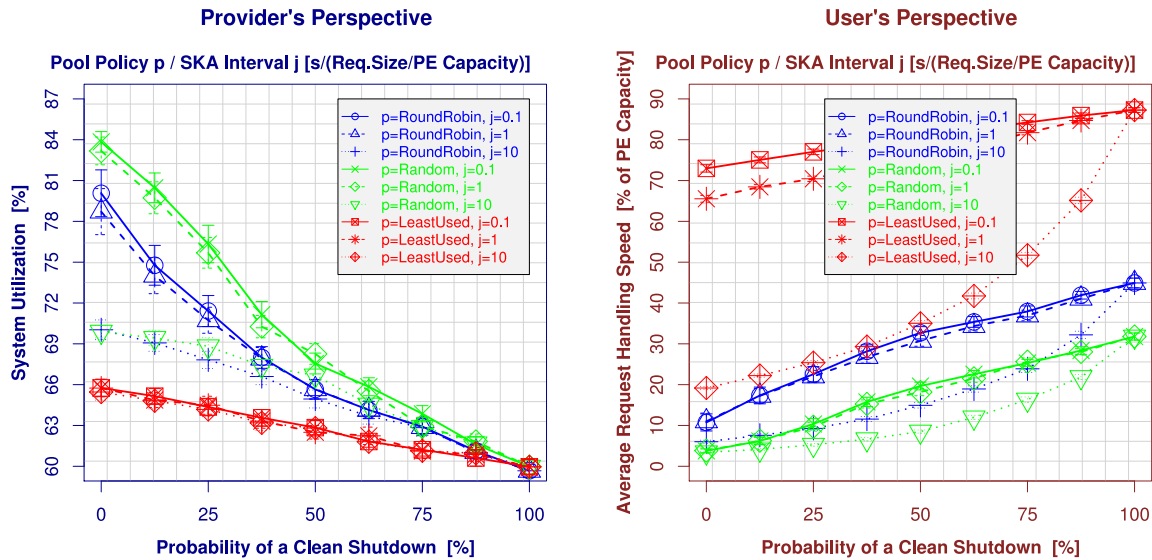 Provider's Perspective
Pool Policy p / SKA Interval j [s/(Req.Size/PE Capacity)]
System Utilization [%]
87
84
81
78
75
72
69
66
63
60
p=RoundRobin, j=0.1
p=RoundRobin, j=1
p=RoundRobin, j=10
p=Random, j=0.1
p=Random, j=1
p=Random, j=10
p=LeastUsed, j=0.1
p=LeastUsed, j=1
p=LeastUsed, j=10
0 25 50 75 100
Probability of a Clean Shutdown [%]
User's Perspective
Pool Policy p / SKA Interval j [s/(Req.Size/PE Capacity)]
Average Request Handling Speed [% of PE Capacity]
90
80
70
60
50
40
30
20
10
0
p=RoundRobin, j=0.1
p=RoundRobin, j=1
p=RoundRobin, j=10
p=Random, j=0.1
p=Random, j=1
p=Random, j=10
p=LeastUsed, j=0.1
p=LeastUsed, j=1
p=LeastUsed, j=10
0 25 50 75 100
Probability of a Clean Shutdown [%]